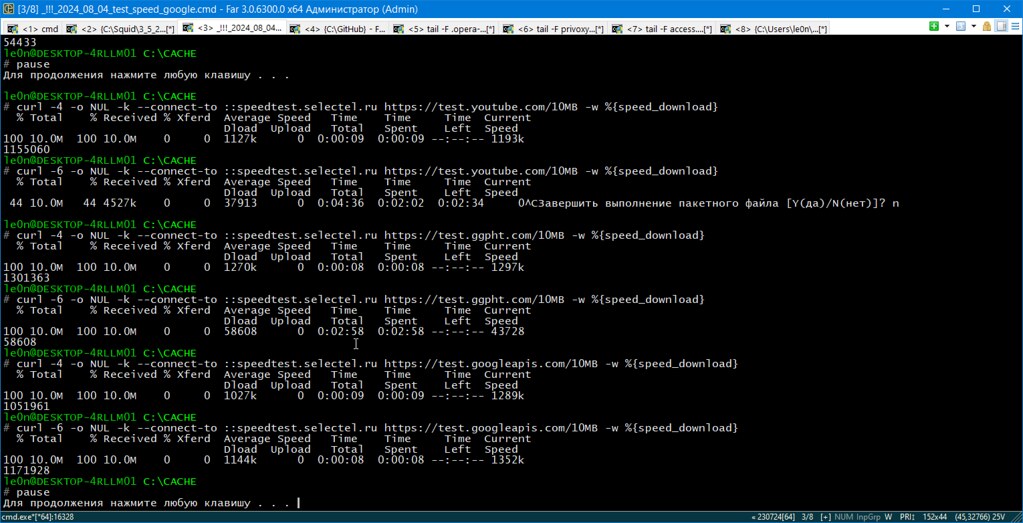 [3/8] _!!!_2024_08_04_test_speed_google.cmd - Far 3.0.6300.0 x64 Администратор (Admin)
<1> cmd <2> {C:\Squid\3_5_2...[*] <3> _!!!_2024_08_04... <4> {C:\GitHub} - F... <5> tail -F .opera-...[*] <6> tail -F privoxy...[*] <7> tail -F access....[*] <8> {C:\Users\le0n\...[*]
54433
le0n@DESKTOP-4RLLM01 C:\CACHE
# pause
Для продолжения нажмите любую клавишу . . .
le0n@DESKTOP-4RLLM01 C:\CACHE
# curl -4 -o NUL -k --connect-to ::speedtest.selectel.ru https://test.youtube.com/10MB -w %{speed_download}
% Total % Received % Xferd Average Speed Time Time Time Current
Dload Upload Total Spent Left Speed
100 10.0M 100 10.0M 0 0 1127k 0 0:00:09 0:00:09 --:--:-- 1193k
1155060
le0n@DESKTOP-4RLLM01 C:\CACHE
# curl -6 -o NUL -k --connect-to ::speedtest.selectel.ru https://test.youtube.com/10MB -w %{speed_download}
% Total % Received % Xferd Average Speed Time Time Time Current
Dload Upload Total Spent Left Speed
44 10.0M 44 4527k 0 0 37913 0 0:04:36 0:02:02 0:02:34 0^CЗавершить выполнение пакетного файла [Y(да)/N(нет)]? n
le0n@DESKTOP-4RLLM01 C:\CACHE
# curl -4 -o NUL -k --connect-to ::speedtest.selectel.ru https://test.ggpht.com/10MB -w %{speed_download}
% Total % Received % Xferd Average Speed Time Time Time Current
Dload Upload Total Spent Left Speed
100 10.0M 100 10.0M 0 0 1270k 0 0:00:08 0:00:08 --:--:-- 1297k
1301363
le0n@DESKTOP-4RLLM01 C:\CACHE
# curl -6 -o NUL -k --connect-to ::speedtest.selectel.ru https://test.ggpht.com/10MB -w %{speed_download}
% Total % Received % Xferd Average Speed Time Time Time Current
Dload Upload Total Spent Left Speed
100 10.0M 100 10.0M 0 0 58608 0 0:02:58 0:02:58 --:--:-- 43728
58608
le0n@DESKTOP-4RLLM01 C:\CACHE
# curl -4 -o NUL -k --connect-to ::speedtest.selectel.ru https://test.googleapis.com/10MB -w %{speed_download}
% Total % Received % Xferd Average Speed Time Time Time Current
Dload Upload Total Spent Left Speed
100 10.0M 100 10.0M 0 0 1027k 0 0:00:09 0:00:09 --:--:-- 1289k
1051961
le0n@DESKTOP-4RLLM01 C:\CACHE
# curl -6 -o NUL -k --connect-to ::speedtest.selectel.ru https://test.googleapis.com/10MB -w %{speed_download}
% Total % Received % Xferd Average Speed Time Time Time Current
Dload Upload Total Spent Left Speed
100 10.0M 100 10.0M 0 0 1144k 0 0:00:08 0:00:08 --:--:-- 1352k
1171928
le0n@DESKTOP-4RLLM01 C:\CACHE
# pause
Для продолжения нажмите любую клавишу . . .
cmd.exe*[*64]:16328 « 230724[64] 3/8 [+] NUM InpGrp W PRI↕ 152x44 (45,32766) 25V